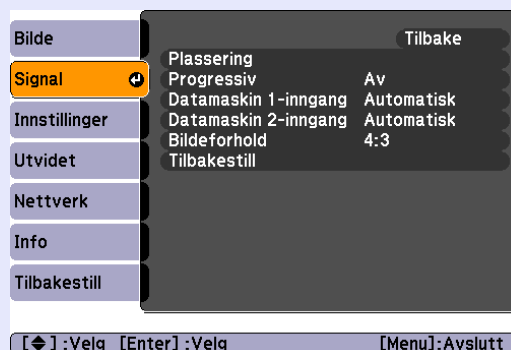 Bilde
Signal
Innstillinger
Utvidet
Nettverk
Info
Tilbakestill
Tilbake
Plassering
Progressiv Av
Datamaskin 1-inngang Automatisk
Datamaskin 2-inngang Automatisk
Bildeforhold 4:3
Tilbakestill
[◆] :Velg [Enter] :Velg [Menu]:Avslutt